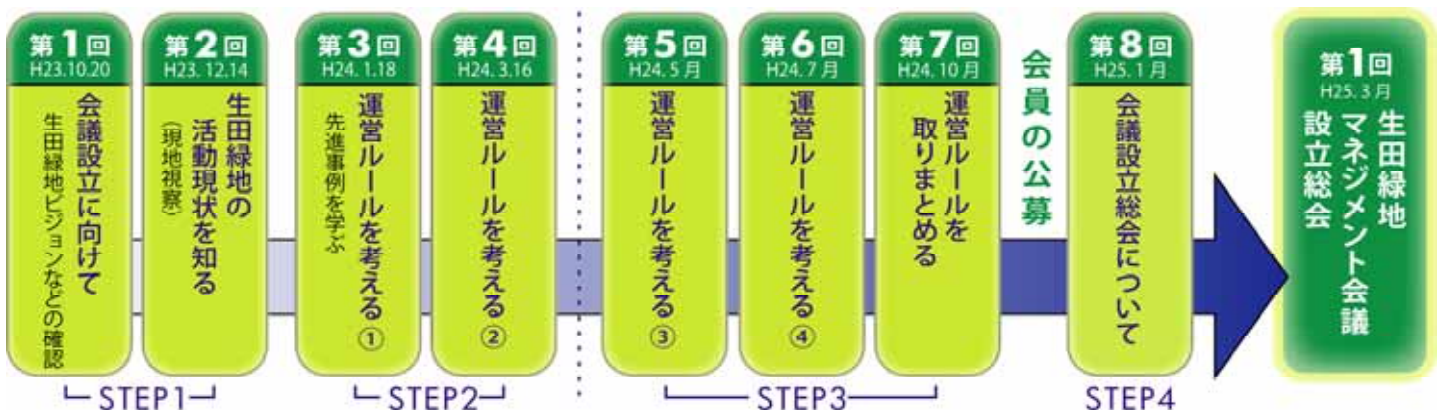 第1回
H23.10.20
会議設立に向けて
生田緑地ビジョンなどの確認
第2回
H23.12.14
生田緑地の
活動現状を知る
（現地視察）
第3回
H24.1.18
運営ルールを考える①
先進事例を学ぶ
第4回
H24.3.16
運営ルールを考える②
第5回
H24.5月
運営ルールを考える③
第6回
H24.7月
運営ルールを考える④
第7回
H24.10月
運営ルールを
取りまとめる
会員の公募
第8回
H25.1月
会議設立総会について
第1回
H25.3月
生田緑地
マネジメント会議
設立総会
STEP1
STEP2
STEP3
STEP4